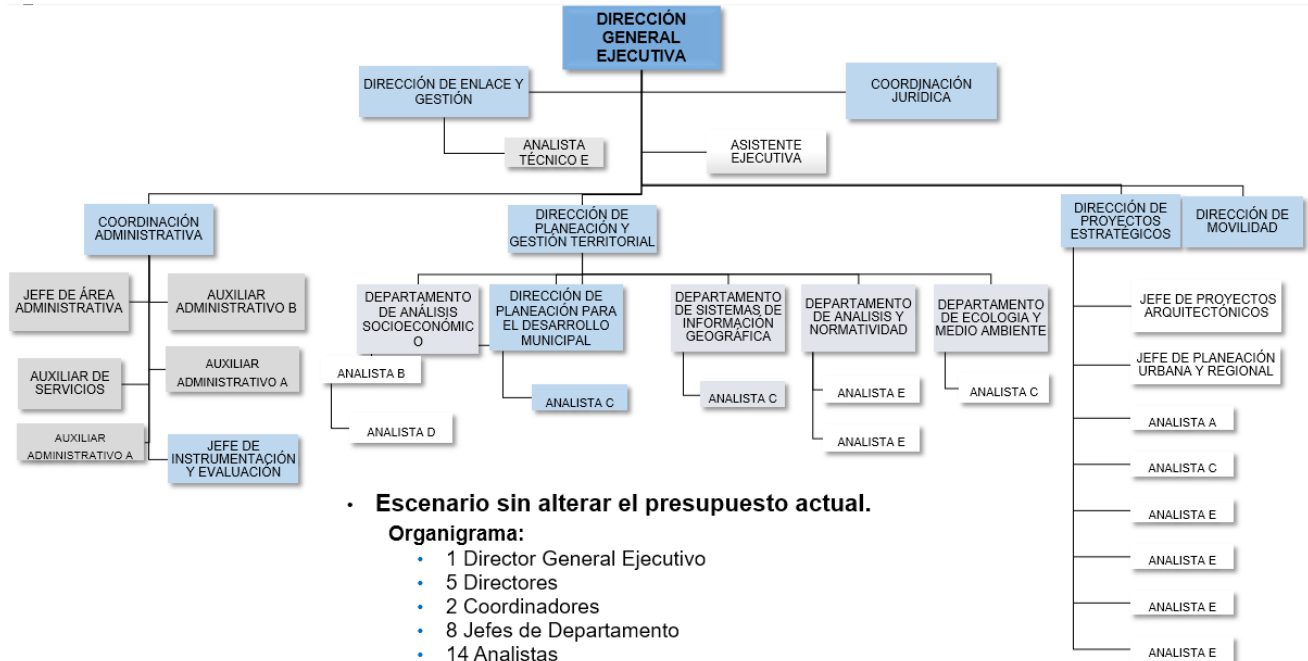 DIRECCIÓN
GENERAL
EJECUTIVA
DIRECCIÓN DE ENLACE Y
GESTIÓN
COORDINACIÓN
JURÍDICA
ANALISTA
TÉCNICO E
ASISTENTE
EJECUTIVA
COORDINACIÓN
ADMINISTRATIVA
DIRECCIÓN DE
PLANEACIÓN Y
GESTIÓN TERRITORIAL
DIRECCIÓN DE
PROYECTOS
ESTRATÉGICOS
DIRECCIÓN DE
MOVILIDAD
JEFE DE ÁREA
ADMINISTRATIVA
AUXILIAR
ADMINISTRATIVO B
AUXILIAR DE
SERVICIOS
AUXILIAR
ADMINISTRATIVO A
AUXILIAR
ADMINISTRATIVO A
JEFE DE
INSTRUMENTACIÓN
Y EVALUACIÓN
DEPARTAMENTO
DE ANÁLISIS
SOCIOECONÓMIC
O
DIRECCIÓN DE
PLANEACIÓN PARA
EL DESARROLLO
MUNICIPAL
DEPARTAMENTO
DE SISTEMAS DE
INFORMACIÓN
GEOGRÁFICA
DEPARTAMENTO
DE ANALISIS Y
NORMATIVIDAD
DEPARTAMENTO
DE ECOLOGIA Y
MEDIO AMBIENTE
ANALISTA B
ANALISTA D
ANALISTA C
ANALISTA C
ANALISTA E
ANALISTA E
ANALISTA C
JEFE DE PROYECTOS
ARQUITECTÓNICOS
JEFE DE PLANEACIÓN
URBANA Y REGIONAL
ANALISTA A
ANALISTA C
ANALISTA E
ANALISTA E
ANALISTA E
ANALISTA E
• Escenario sin alterar el presupuesto actual.
Organigrama:
• 1 Director General Ejecutivo
• 5 Directores
• 2 Coordinadores
• 8 Jefes de Departamento
• 14 Analistas